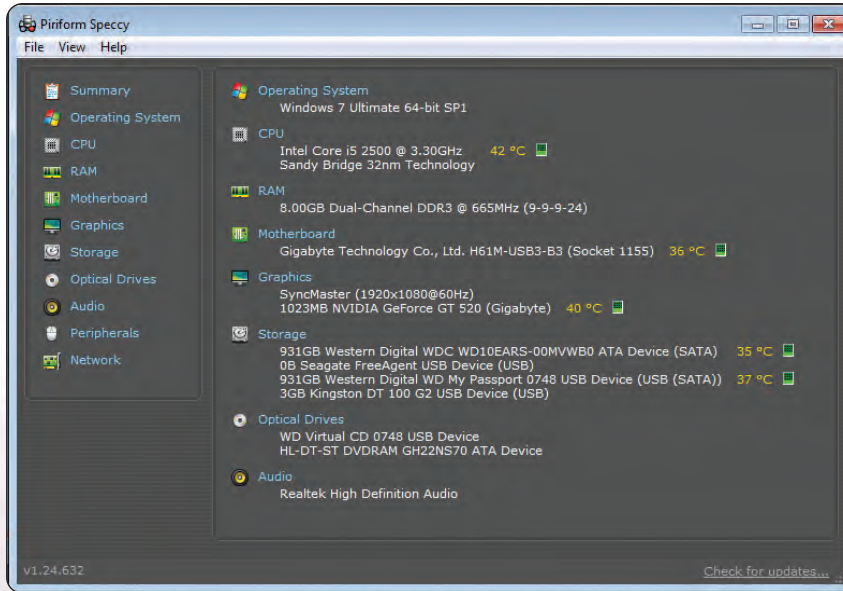 Piriform Speccy
File View Help
Summary
Operating System
CPU
RAM
Motherboard
Graphics
Storage
Optical Drives
Audio
Peripherals
Network
Operating System
Windows 7 Ultimate 64-bit SP1
CPU
Intel Core i5 2500 @ 3.30GHz 42 °C
Sandy Bridge 32nm Technology
RAM
8.00GB Dual-Channel DDR3 @ 665MHz (9-9-9-24)
Motherboard
Gigabyte Technology Co., Ltd. H61M-USB3-B3 (Socket 1155) 36 °C
Graphics
SyncMaster (1920x1080@60Hz)
1023MB NVIDIA GeForce GT 520 (Gigabyte) 40 °C
Storage
931GB Western Digital WDC WD10EARS-00MVWB0 ATA Device (SATA) 35 °C
0B Seagate FreeAgent USB Device (USB)
931GB Western Digital WD My Passport 0748 USB Device (USB (SATA)) 37 °C
3GB Kingston DT 100 G2 USB Device (USB)
Optical Drives
WD Virtual CD 0748 USB Device
HL-DT-ST DVDRAM GH22NS70 ATA Device
Audio
Realtek High Definition Audio
v1.24.632
Check for updates...